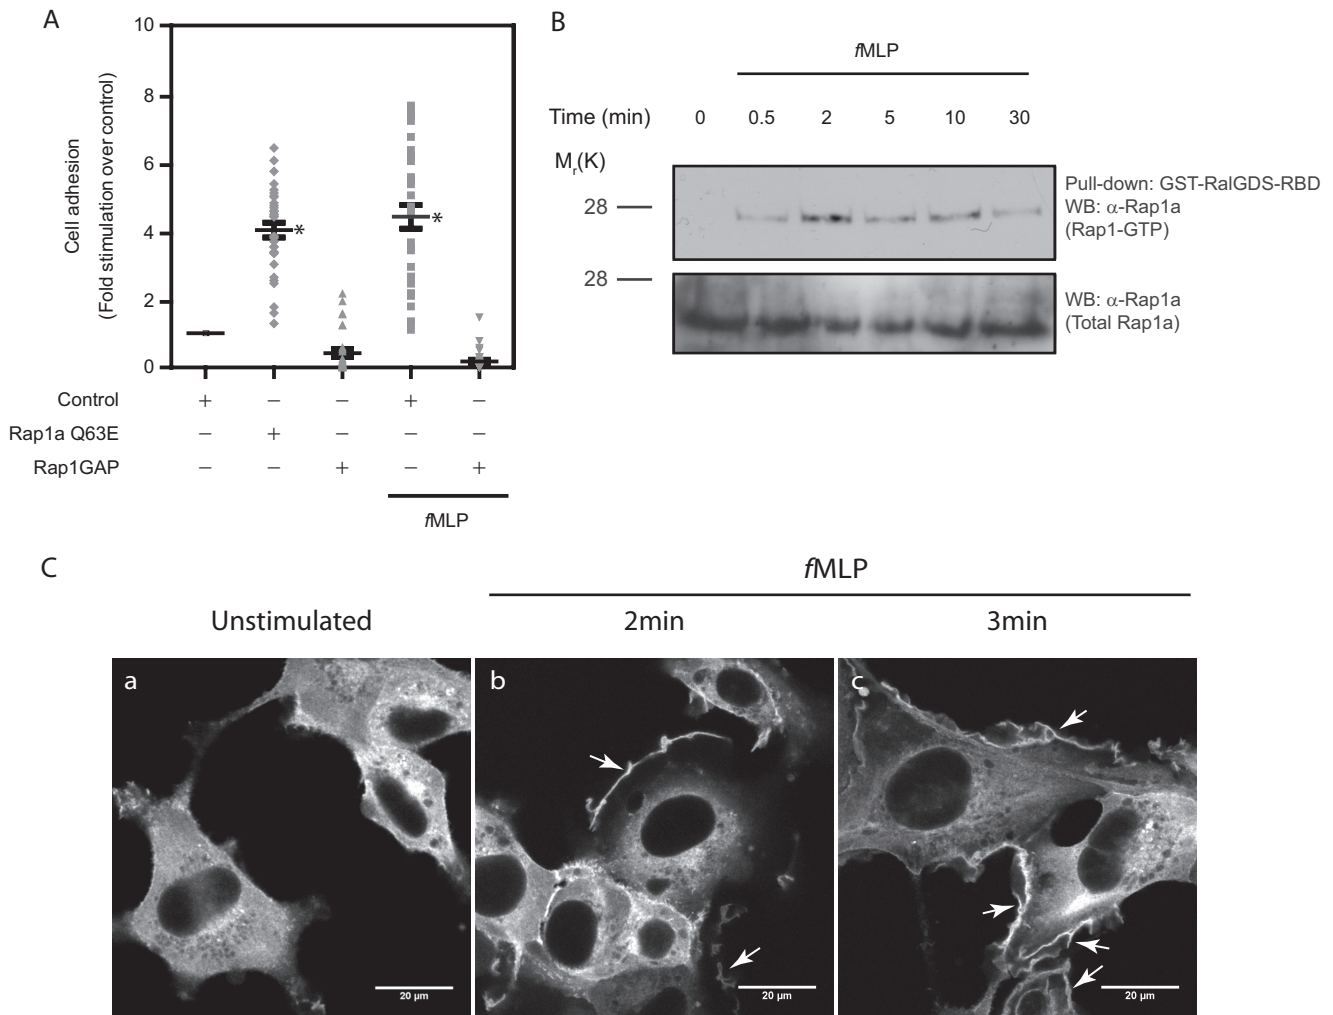 A
10
8
6
4
2
0
Cell adhesion
(Fold stimulation over control)
*
*
Control + − − + −
Rap1a Q63E − + − − −
Rap1GAP − − + − +
fMLP
B
fMLP
Time (min) 0 0.5 2 5 10 30
Mr(K)
28
28
Pull-down: GST-RalGDS-RBD
WB: α-Rap1a
(Rap1-GTP)
WB: α-Rap1a
(Total Rap1a)
C
fMLP
Unstimulated 2min 3min
a b c
20 µm 20 µm 20 µm